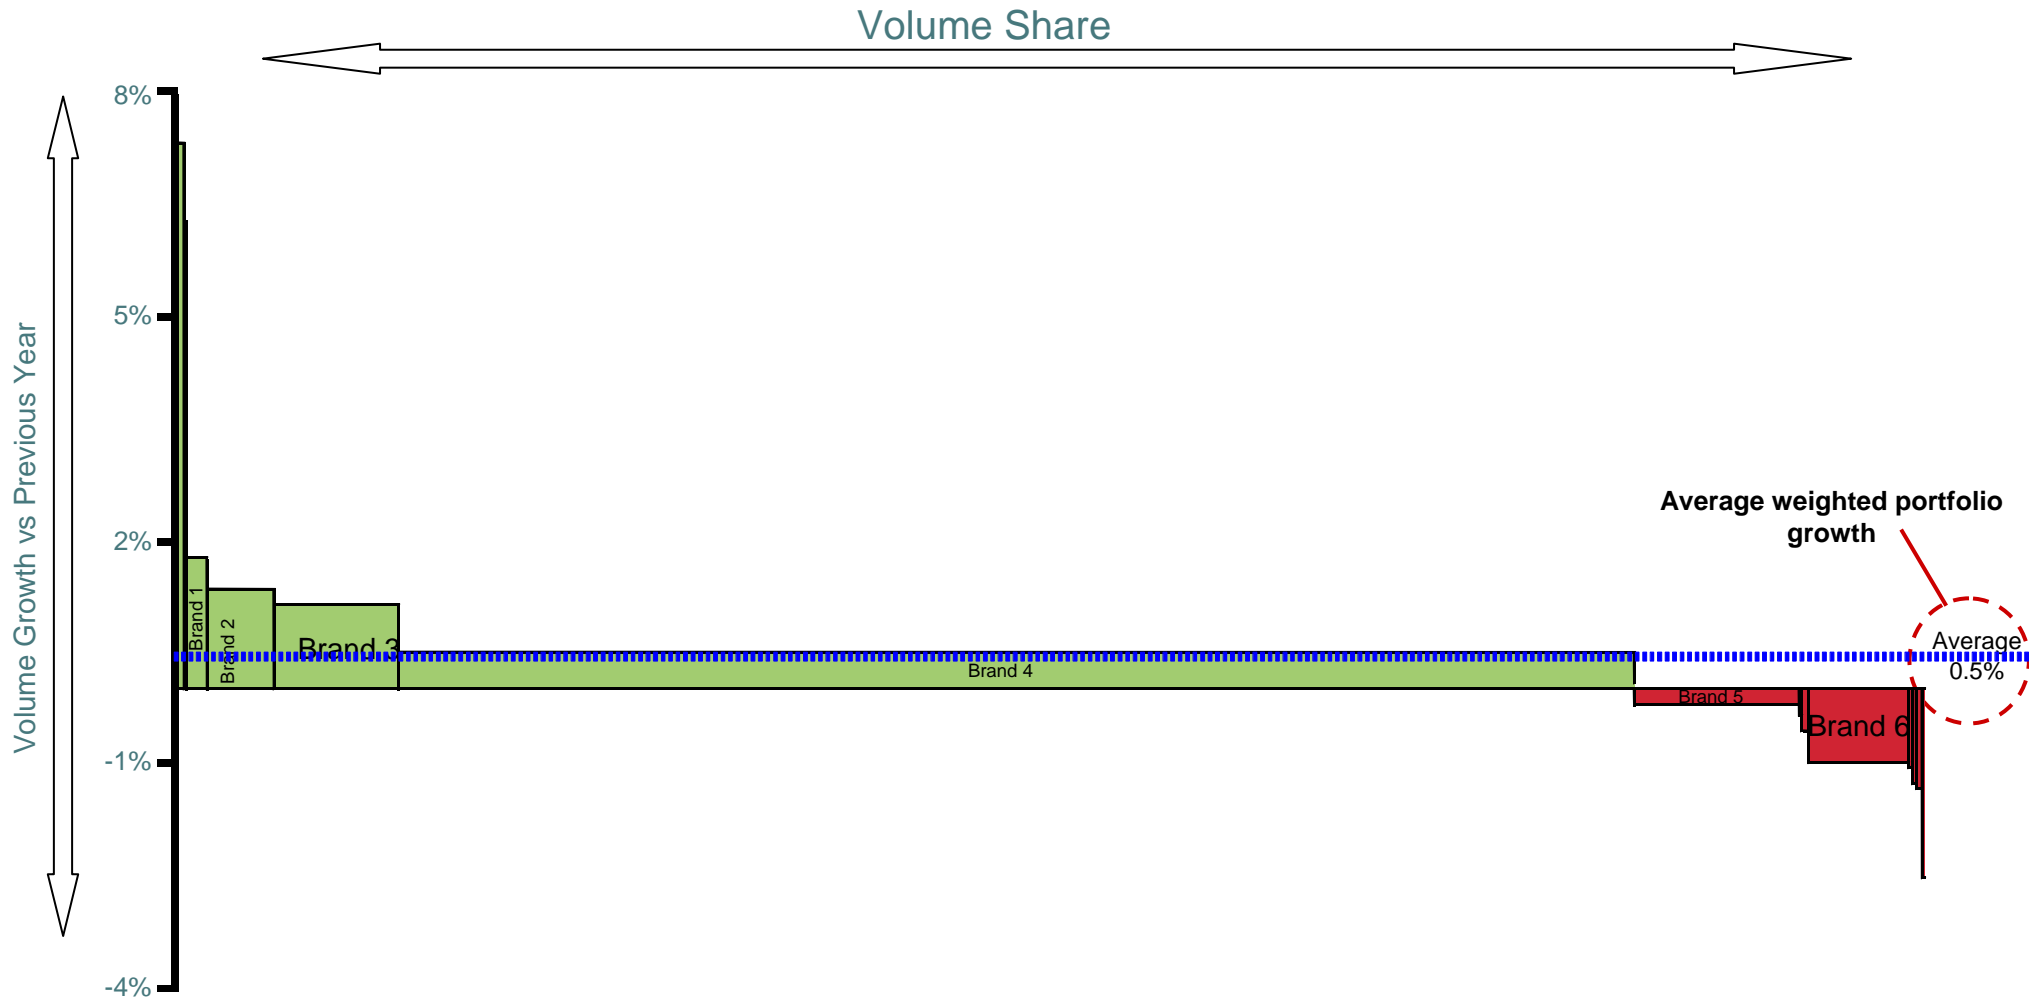 Volume Share
8%
5%
2%
-1%
-4%
Volume Growth vs Previous Year
Brand 1
Brand 2
Brand 3
Brand 4
Brand 5
Brand 6
Average weighted portfolio
growth
Average
0.5%